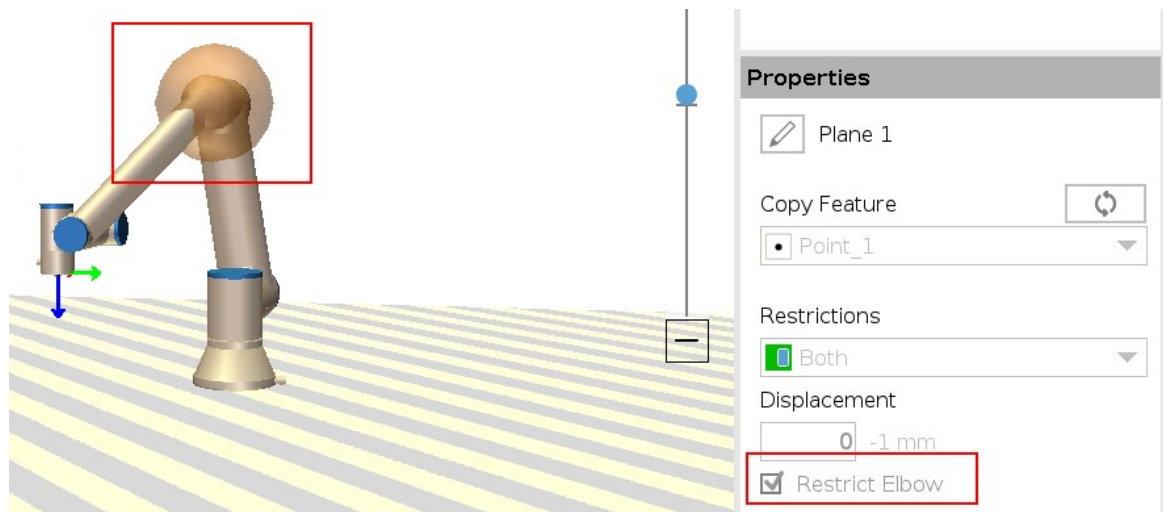 Properties
Plane 1
Copy Feature
Point_1
Restrictions
Both
Displacement
0 -1 mm
Restrict Elbow